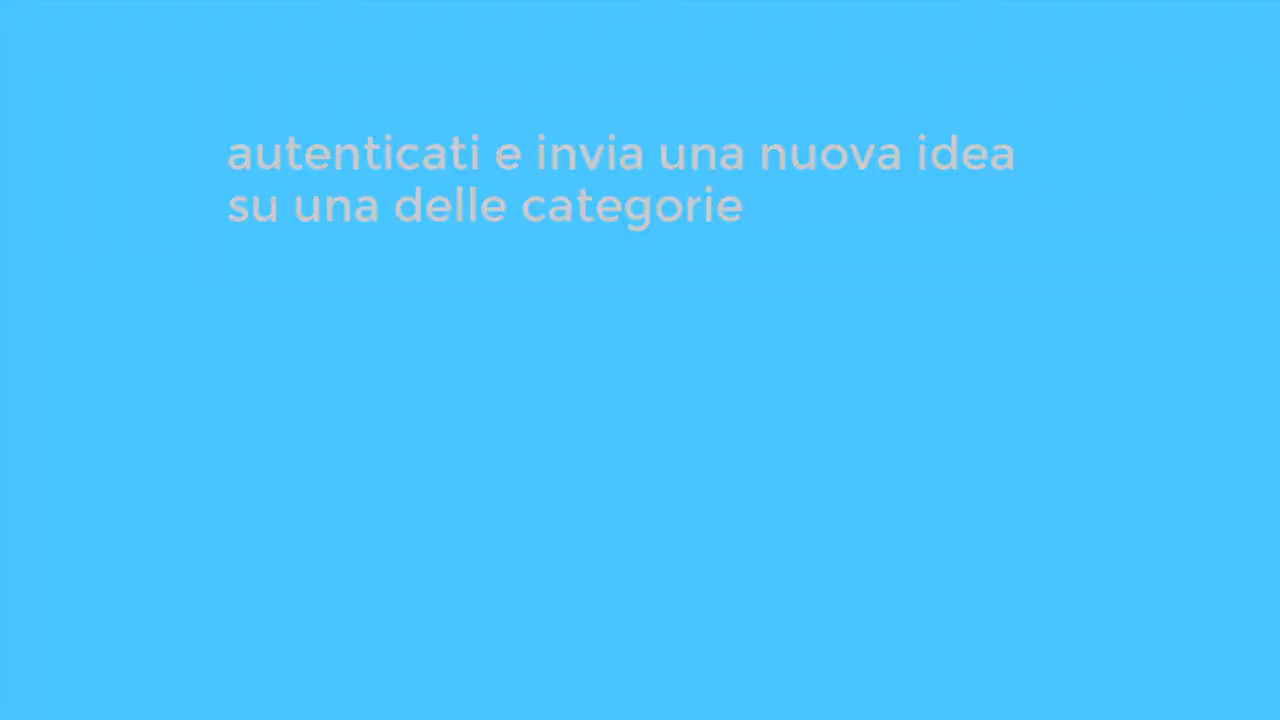 autenticati e invia una nuova idea
su una delle categorie